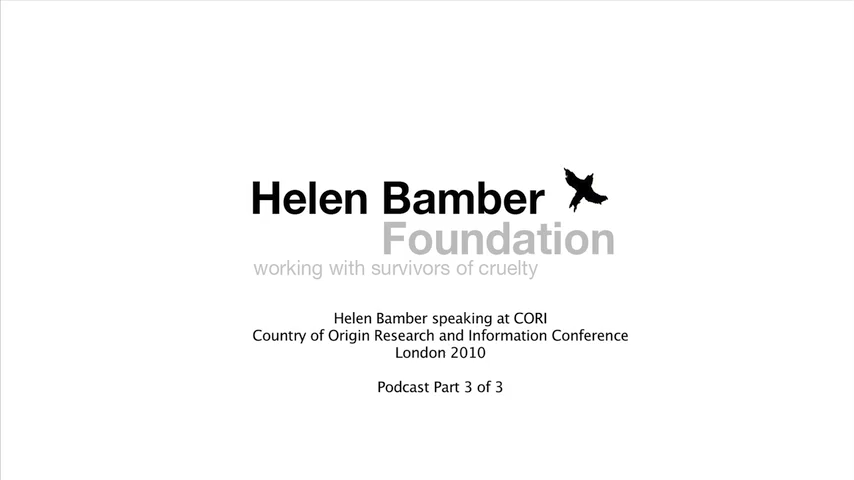 Helen Bamber
Foundation
working with survivors of cruelty
Helen Bamber speaking at CORI
Country of Origin Research and Information Conference
London 2010
Podcast Part 3 of 3